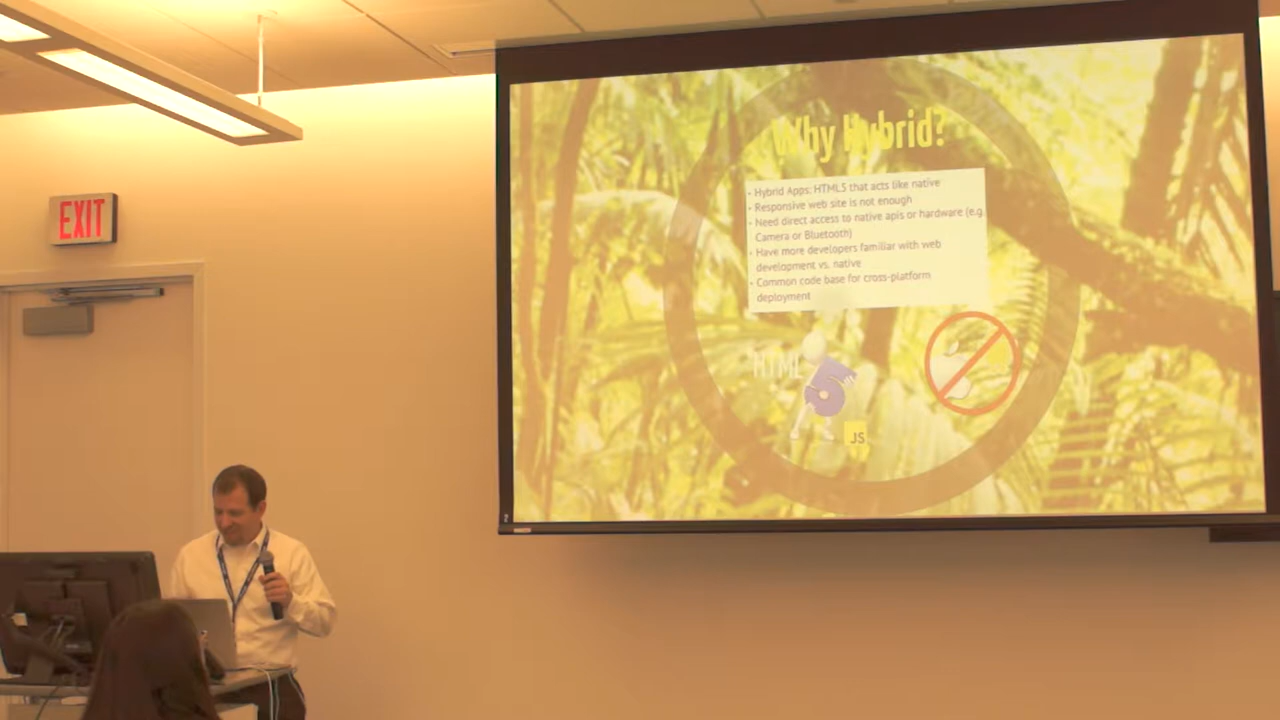 EXIT
Why Hybrid?
• Hybrid Apps: HTML5 that acts like native
• Responsive web site is not enough
• Need direct access to native apis or hardware (e.g.
Camera or Bluetooth)
• Have more developers familiar with web
development vs. native
• Common code base for cross-platform
deployment
HTML
5
JS